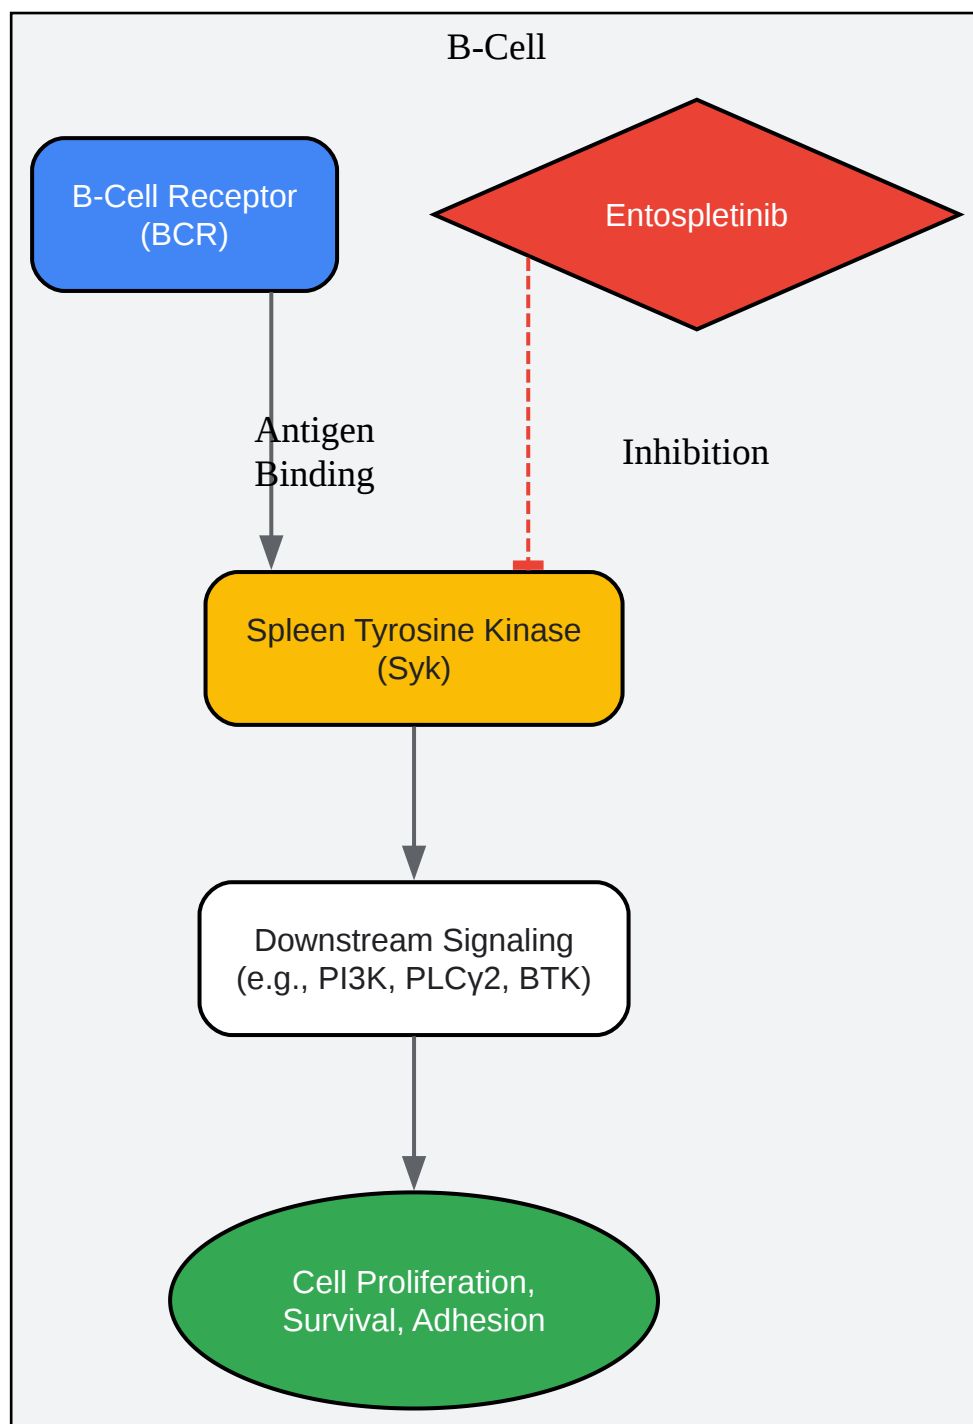 B-Cell
B-Cell Receptor
(BCR)
Entospletinib
Antigen
Binding
Inhibition
Spleen Tyrosine Kinase
(Syk)
Downstream Signaling
(e.g., PI3K, PLCγ2, BTK)
Cell Proliferation,
Survival, Adhesion